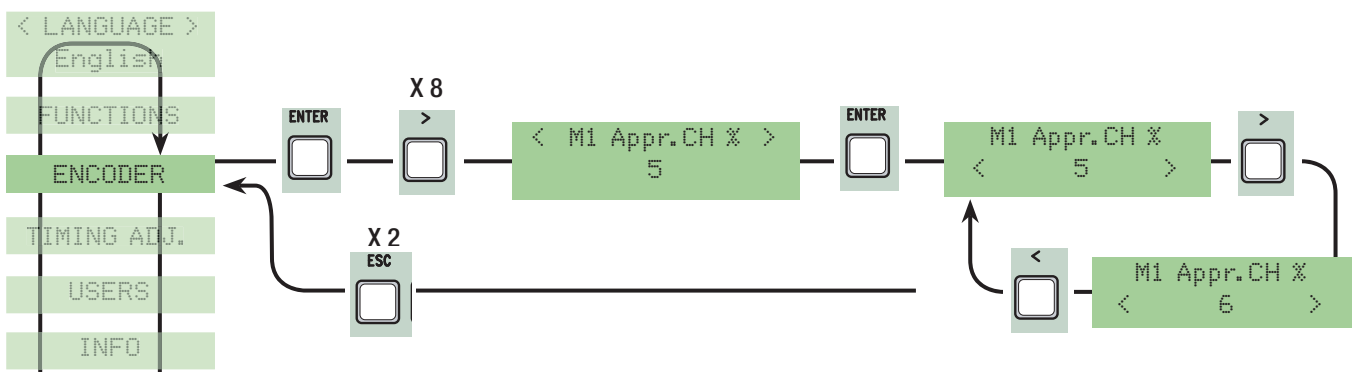 < LANGUAGE >
English
FUNCTIONS
ENCODER
TIMING ADJ.
USERS
INFO
ENTER
X 8
>
< M1 Appr.CH % >
5
ENTER
M1 Appr.CH %
< 5 >
>
X 2
ESC
<
M1 Appr.CH %
< 6 >